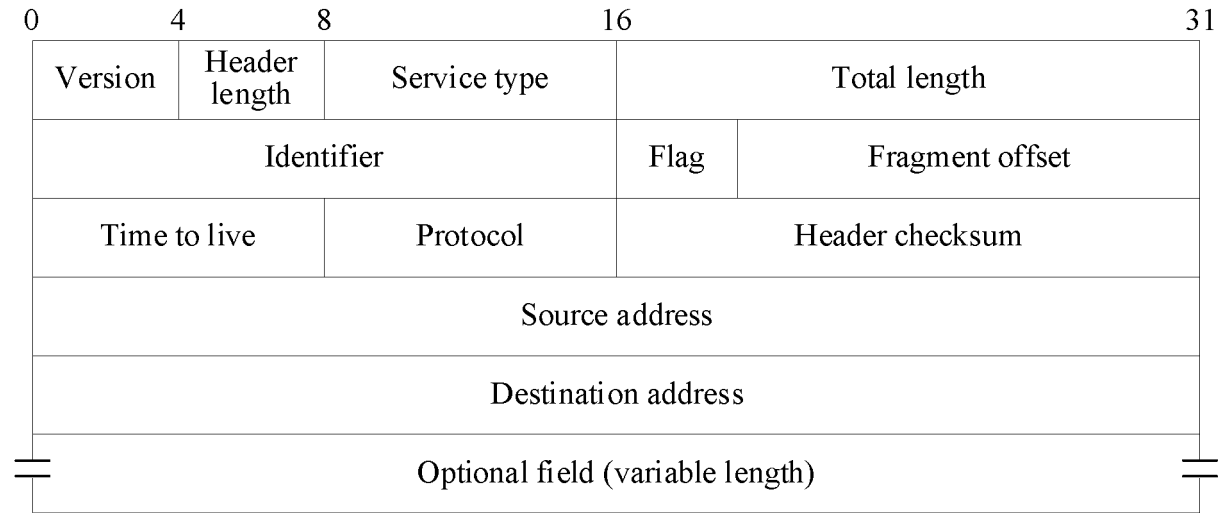 0 4 8 16 31
Version Header length Service type Total length
Identifier Flag Fragment offset
Time to live Protocol Header checksum
Source address
Destination address
Optional field (variable length)